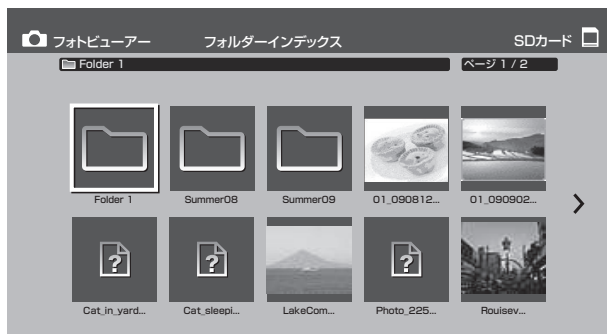 フォトビューアー フォルダーインデックス SDカード
Folder 1 ページ 1 / 2
Folder 1 Summer08 Summer09 01_090812... 01_090902...
Cat_in_yard... Cat_sleepi... LakeCom... Photo_225... Rouisev...